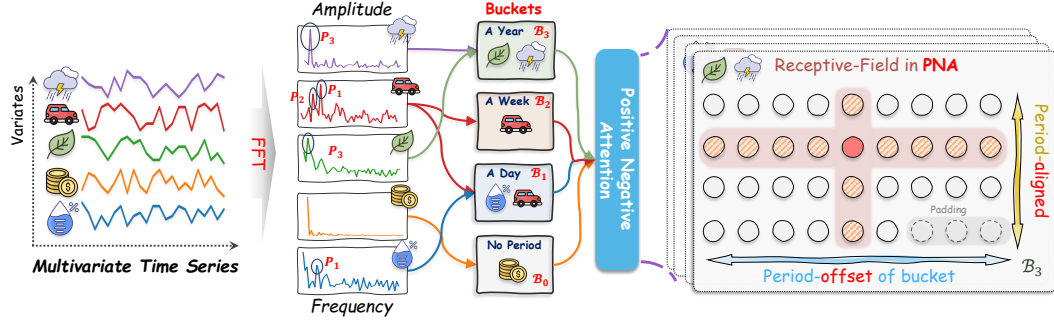 Variates
Multivariate Time Series
FFT
Amplitude
P3
P2
P1
P3
P1
Frequency
Buckets
A Year
B3
A Week
B2
A Day
B1
No Period
B0
Positive Negative
Attention
Receptive-Field in PNA
Padding
Period-aligned
Period-offset of bucket
B3
$
%
%